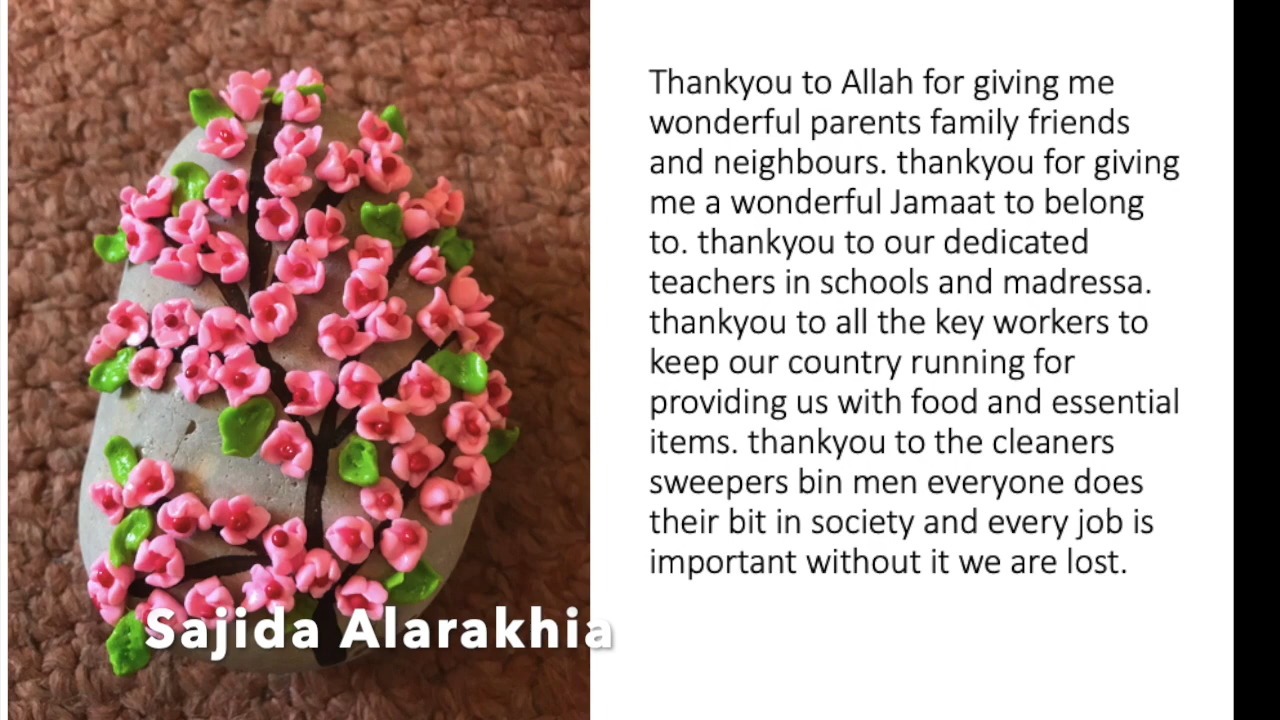 Thankyou to Allah for giving me
wonderful parents family friends
and neighbours. thankyou for giving
me a wonderful Jamaat to belong
to. thankyou to our dedicated
teachers in schools and madressa.
thankyou to all the key workers to
keep our country running for
providing us with food and essential
items. thankyou to the cleaners
sweepers bin men everyone does
their bit in society and every job is
important without it we are lost.
Sajida Alarakhia